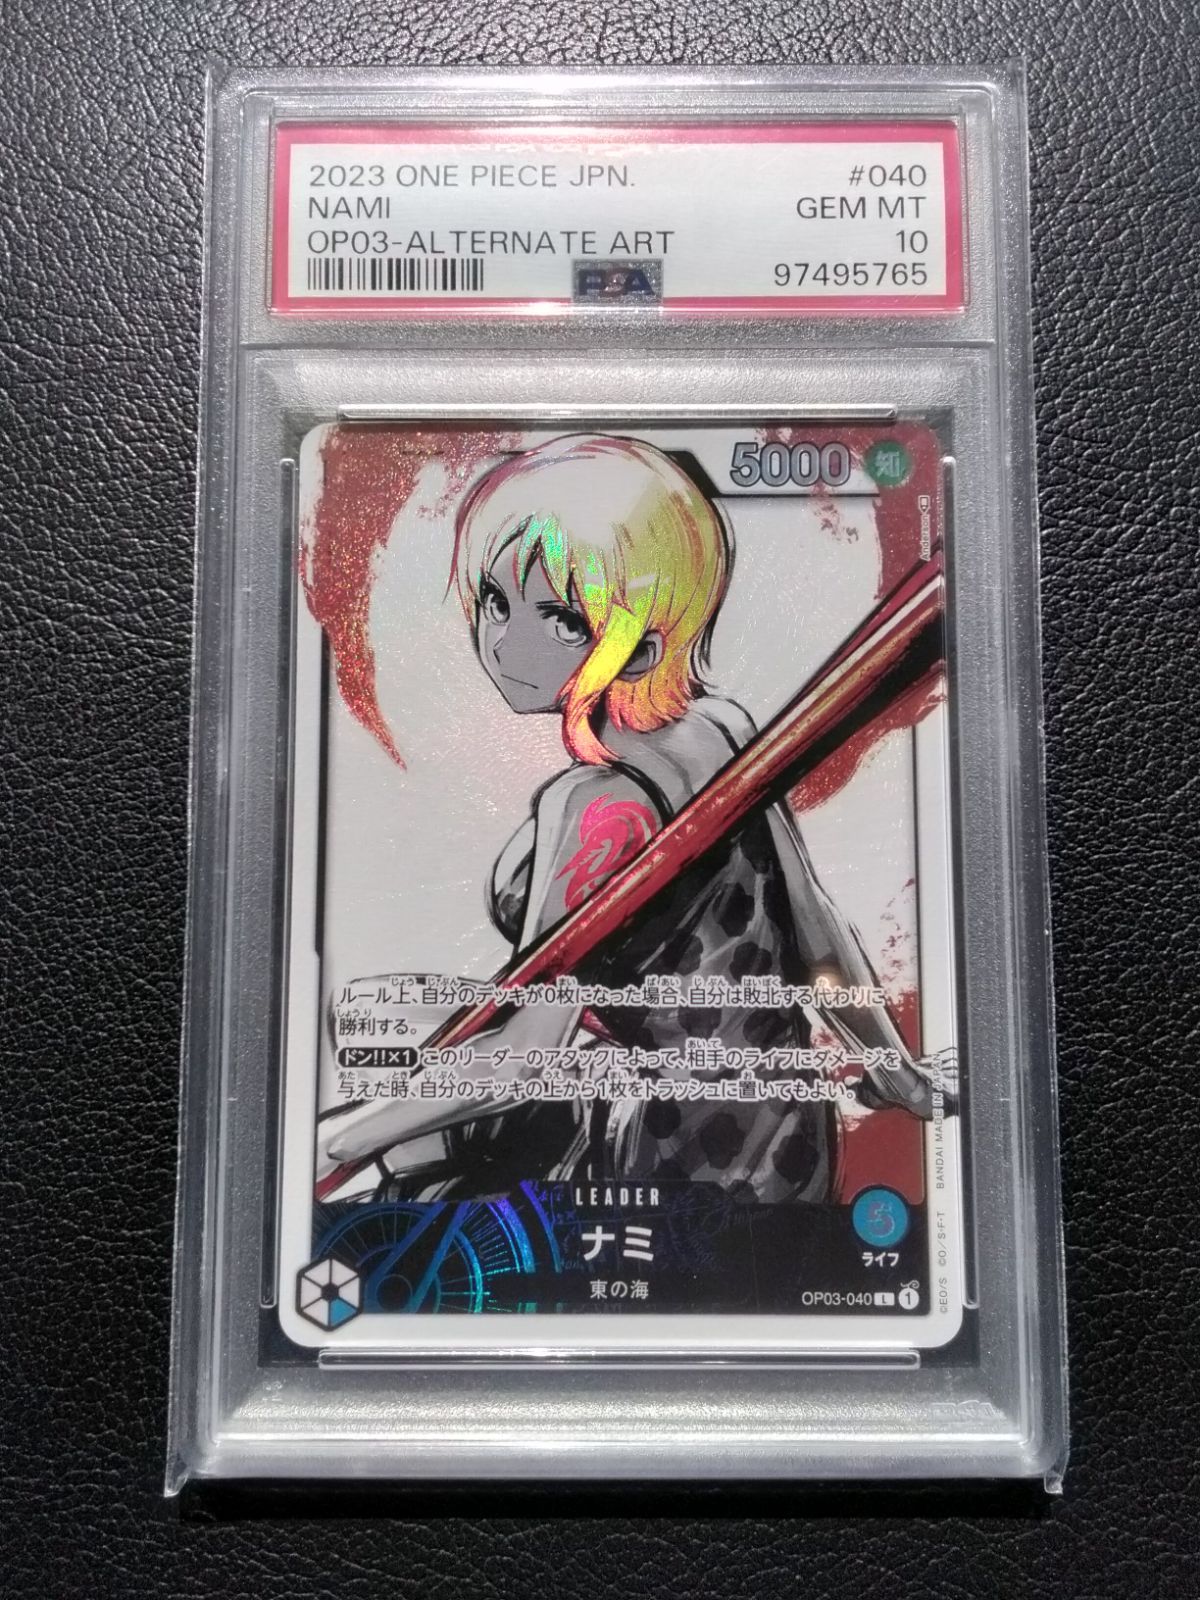 2023 ONE PIECE JPN. #040
NAMI GEM MT
OP03-ALTERNATE ART 10
PSA 97495765
5000 知
Anderson
ルール上、自分のデッキが0枚になった場合、自分は敗北する代わりに
勝利する。
ドン!!×1 このリーダーのアタックによって、相手のライフにダメージを
与えた時、自分のデッキの上から1枚をトラッシュに置いてもよい。
LEADER
ナミ
東の海
5
ライフ
OP03-040 L 1
©E.O/S ©O/S・F・T BANDAI MADE IN JAPAN